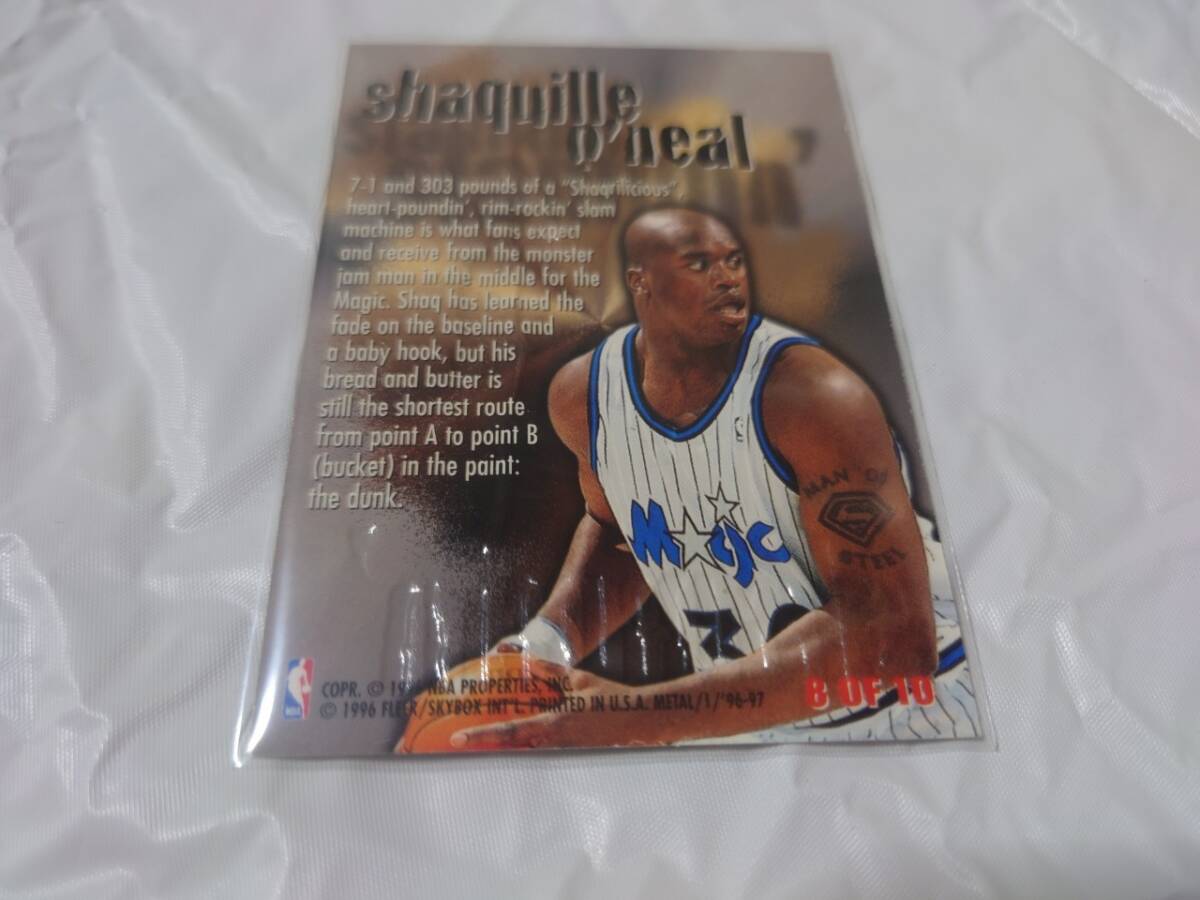 shaquille
o'neal
7-1 and 303 pounds of a "Shaqrilicious",
heart-poundin', rim-rockin' slam
machine is what fans expect
and receive from the monster
jam man in the middle for the
Magic. Shaq has learned the
fade on the baseline and
a baby hook, but his
bread and butter is
still the shortest route
from point A to point B
(bucket) in the paint:
the dunk.
Magic
3
MAN OF
S
STEEL
COPR. © NBA PROPERTIES, INC.
© 1996 FLEER/SKYBOX INT'L. PRINTED IN U.S.A. METAL/1/'96-97
8 OF 10